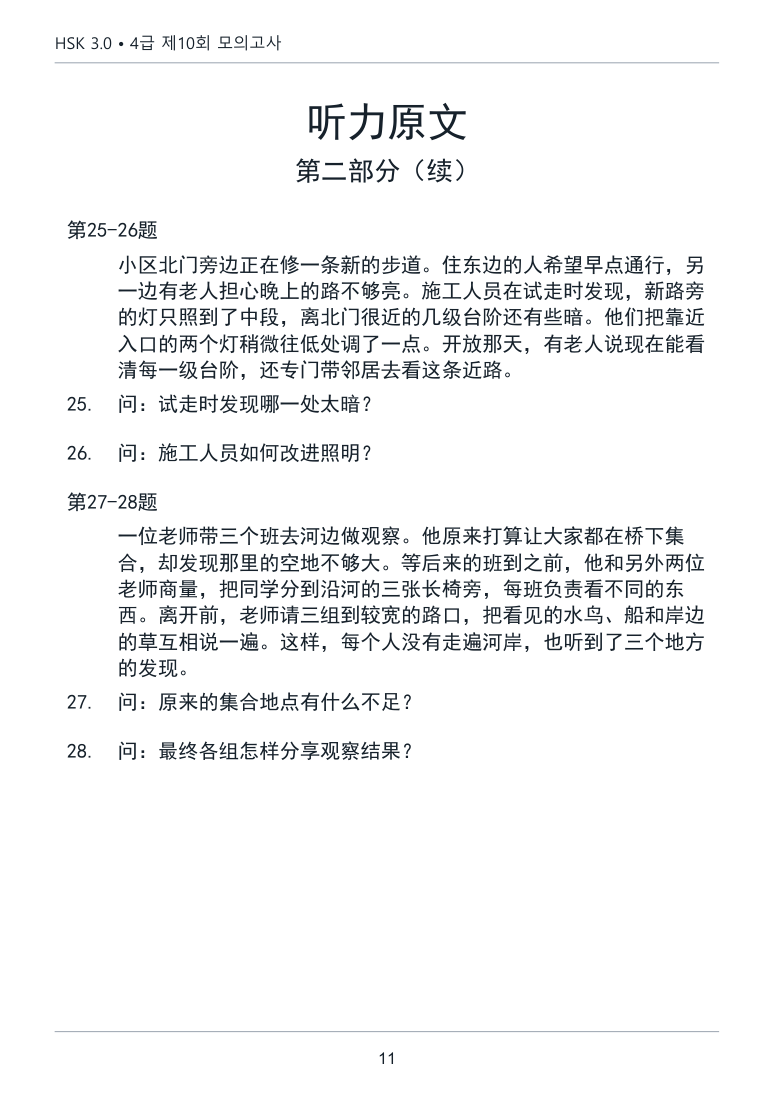 HSK 3.0 • 4급 제10회 모의고사
听力原文
第二部分（续）
第25-26题
小区北门旁边正在修一条新的步道。住东边的人希望早点通行，另
一边有老人担心晚上的路不够亮。施工人员在试走时发现，新路旁
的灯只照到了中段，离北门很近的几级台阶还有些暗。他们把靠近
入口的两个灯稍微往低处调了一点。开放那天，有老人说现在能看
清每一级台阶，还专门带邻居去看这条近路。
25. 问：试走时发现哪一处太暗？
26. 问：施工人员如何改进照明？
第27-28题
一位老师带三个班去河边做观察。他原来打算让大家都在桥下集
合，却发现那里的空地不够大。等后来的班到之前，他和另外两位
老师商量，把同学分到沿河的三张长椅旁，每班负责看不同的东
西。离开前，老师请三组到较宽的路口，把看见的水鸟、船和岸边
的草互相说一遍。这样，每个人没有走遍河岸，也听到了三个地方
的发现。
27. 问：原来的集合地点有什么不足？
28. 问：最终各组怎样分享观察结果？
11